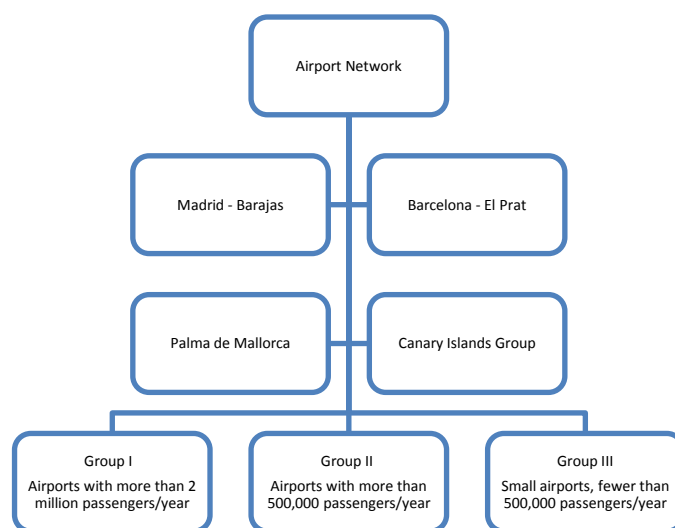 Airport Network
Madrid - Barajas
Barcelona - El Prat
Palma de Mallorca
Canary Islands Group
Group I
Airports with more than 2
million passengers/year
Group II
Airports with more than
500,000 passengers/year
Group III
Small airports, fewer than
500,000 passengers/year